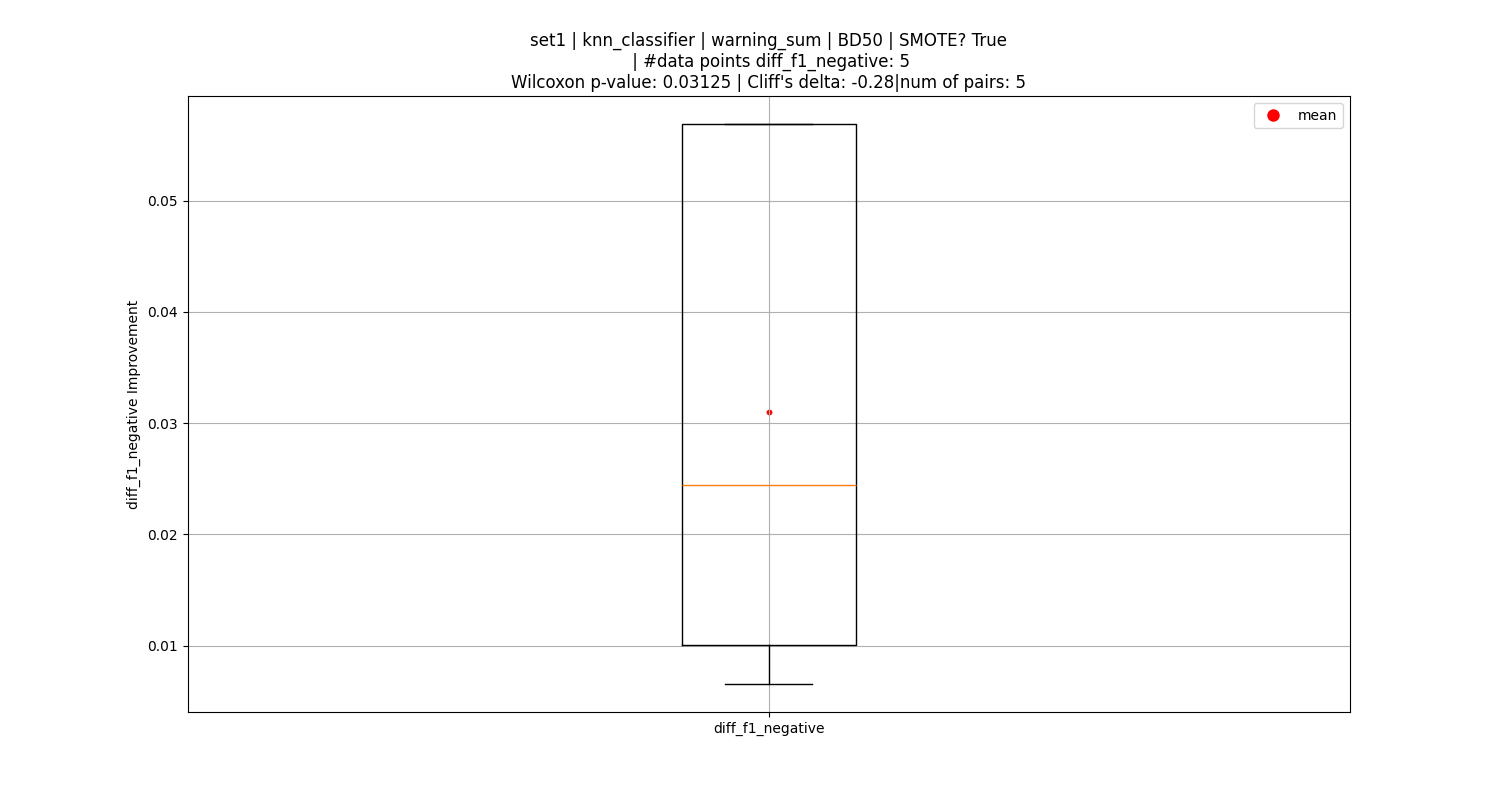 set1 | knn_classifier | warning_sum | BD50 | SMOTE? True
| #data points diff_f1_negative: 5
Wilcoxon p-value: 0.03125 | Cliff's delta: -0.28|num of pairs: 5
mean
0.05
0.04
0.03
0.02
0.01
diff_f1_negative Improvement
diff_f1_negative